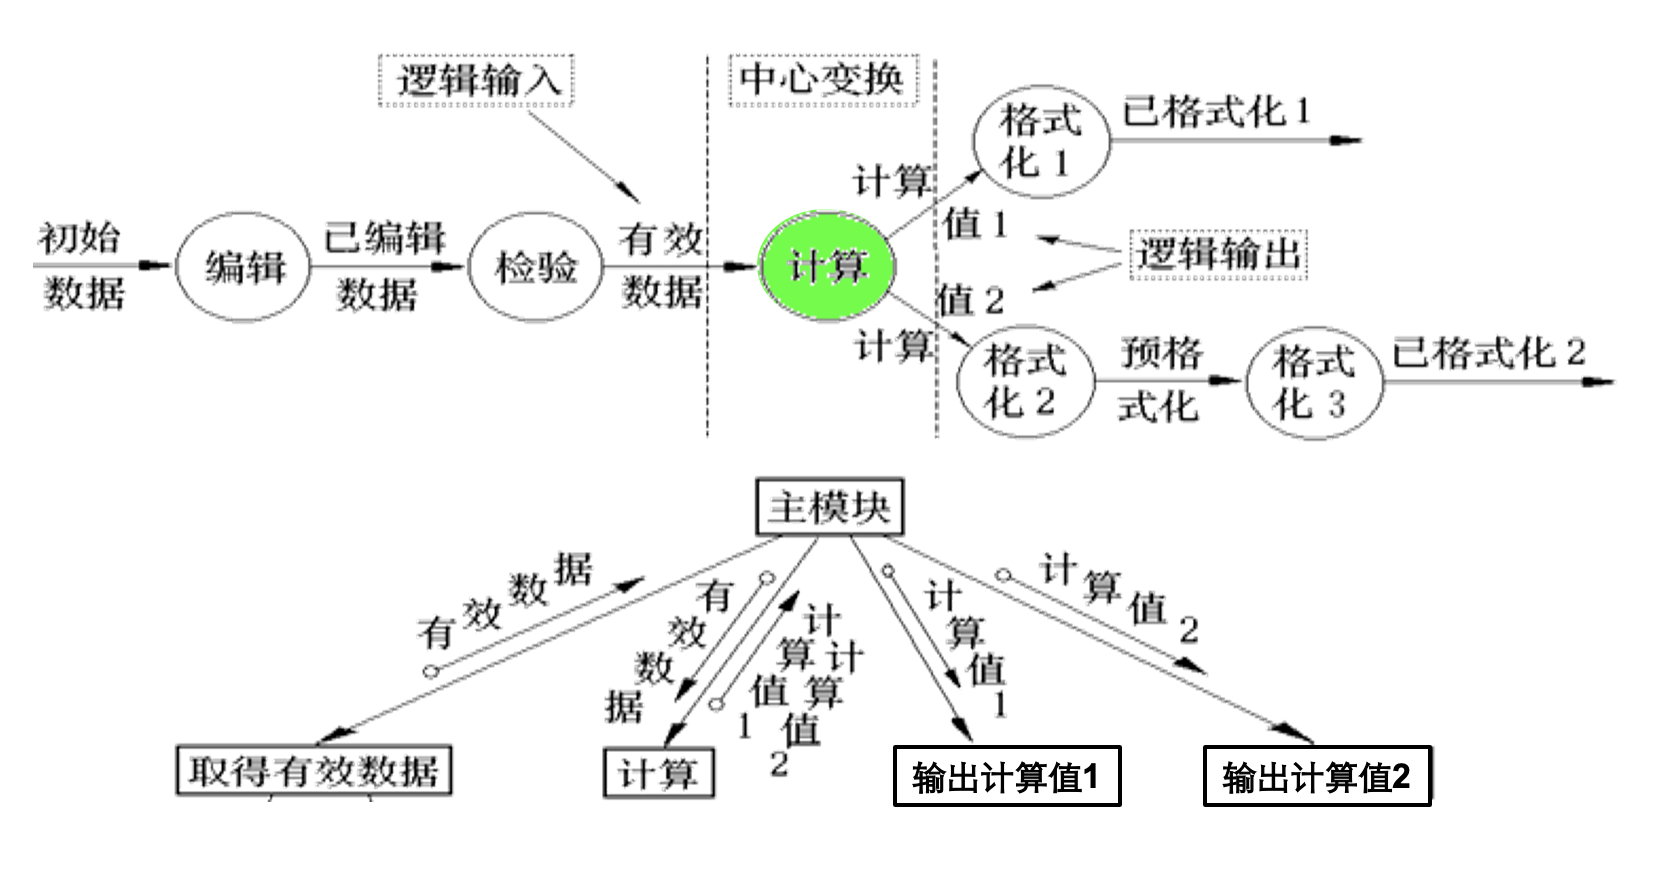 逻辑输入
中心变换
格式
化 1
已格式化 1
计算
值 1
初始
数据
编辑
已编辑
数据
检验
有效
数据
计算
逻辑输出
值 2
计算
格式
化 2
预格
式化
格式
化 3
已格式化 2
主模块
有效数据
有效数据
计算值1
计算值2
计算值1
计算值2
取得有效数据
计算
输出计算值1
输出计算值2